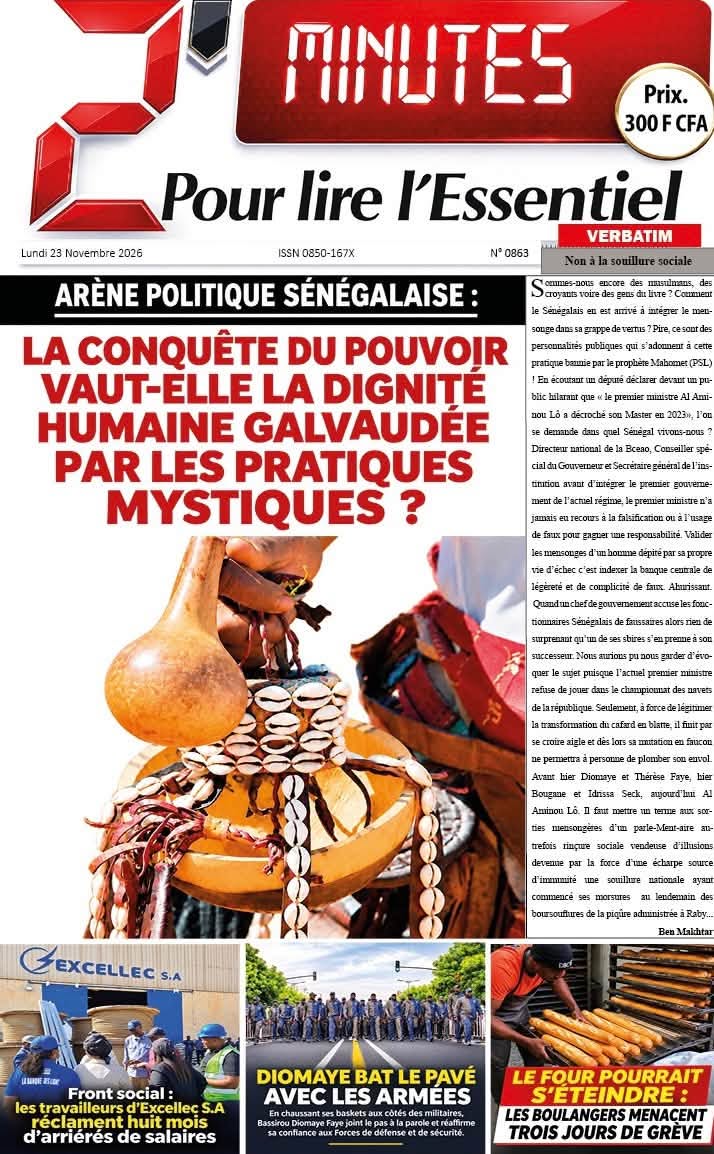 2' MINUTES
Prix.
300 F CFA
Pour lire l'Essentiel
Lundi 23 Novembre 2026
ISSN 0850-167X
N° 0863
VERBATIM
Non à la souillure sociale
ARÈNE POLITIQUE SÉNÉGALAISE :
LA CONQUÊTE DU POUVOIR
VAUT-ELLE LA DIGNITÉ
HUMAINE GALVAUDÉE
PAR LES PRATIQUES
MYSTIQUES ?
Sommes-nous encore des musulmans, des
croyants voire des gens du livre ? Comment
le Sénégalais en est arrivé à intégrer le men-
songe dans sa grappe de vertus ? Pire, ce sont des
personnalités publiques qui s'adonnent à cette
pratique bannie par le prophète Mahomet (PSL)
! En écoutant un député déclarer devant un pu-
blic hilarant que « le premier ministre Al Ami-
nou Lô a décroché son Master en 2023», l'on
se demande dans quel Sénégal vivons-nous ?
Directeur national de la Bceao, Conseiller spé-
cial du Gouverneur et Secrétaire général de l'ins-
titution avant d'intégrer le premier gouverne-
ment de l'actuel régime, le premier ministre n'a
jamais eu recours à la falsification ou à l'usage
de faux pour gagner une responsabilité. Valider
les mensonges d'un homme dépité par sa propre
vie d'échec c'est indexer la banque centrale de
légèreté et de complicité de faux. Ahurissant.
Quand un chef de gouvernement accuse les fonc-
tionnaires Sénégalais de faussaires alors rien de
surprenant qu'un de ses sbires s'en prenne à son
successeur. Nous aurions pu nous garder d'évo-
quer le sujet puisque l'actuel premier ministre
refuse de jouer dans le championnat des navets
de la république. Seulement, à force de légitimer
la transformation du cafard en blatte, il finit par
se croire aigle et dès lors sa mutation en faucon
ne permettra à personne de plomber son envol.
Avant hier Diomaye et Thérèse Faye, hier
Bougane et Idrissa Seck, aujourd'hui Al
Aminou Lô. Il faut mettre un terme aux sor-
ties mensongères d'un parle-Ment-aire au-
trefois rinçure sociale vendeuse d'illusions
devenue par la force d'une écharpe source
d'immunité une souillure nationale ayant
commencé ses morsures au lendemain des
boursouffures de la piqûre administrée à Raby...
Ben Makhtar
EXCELLEC S.A
Front social :
les travailleurs d'Excellec S.A
réclament huit mois
d'arriérés de salaires
DIOMAYE BAT LE PAVÉ
AVEC LES ARMÉES
En chaussant ses baskets aux côtés des militaires,
Bassirou Diomaye Faye joint le pas à la parole et réaffirme
sa confiance aux Forces de défense et de sécurité.
LE FOUR POURRAIT
S'ÉTEINDRE :
LES BOULANGERS MENACENT
TROIS JOURS DE GRÈVE